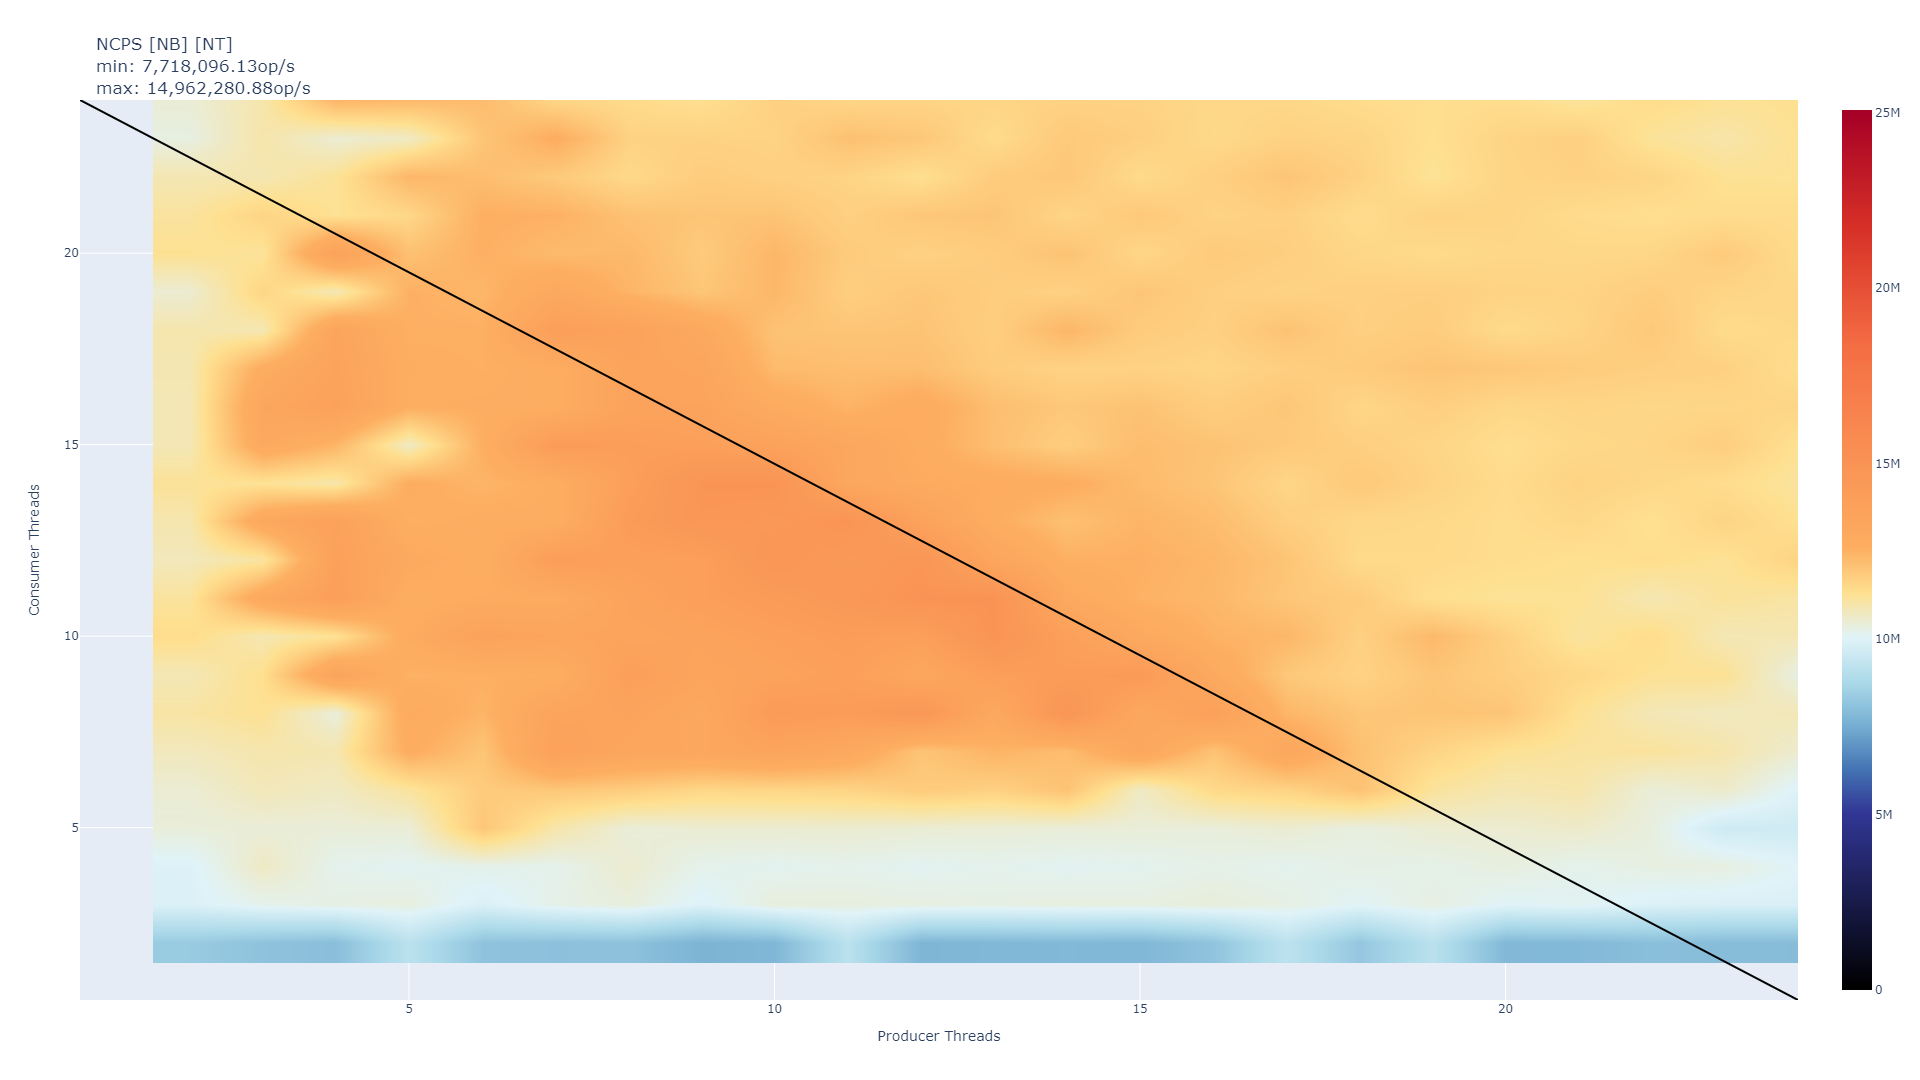 NCPS [NB] [NT]
min: 7,718,096.13op/s
max: 14,962,280.88op/s
25M
20M
15M
10M
5M
0
20
15
10
5
Consumer Threads
5
10
15
20
Producer Threads